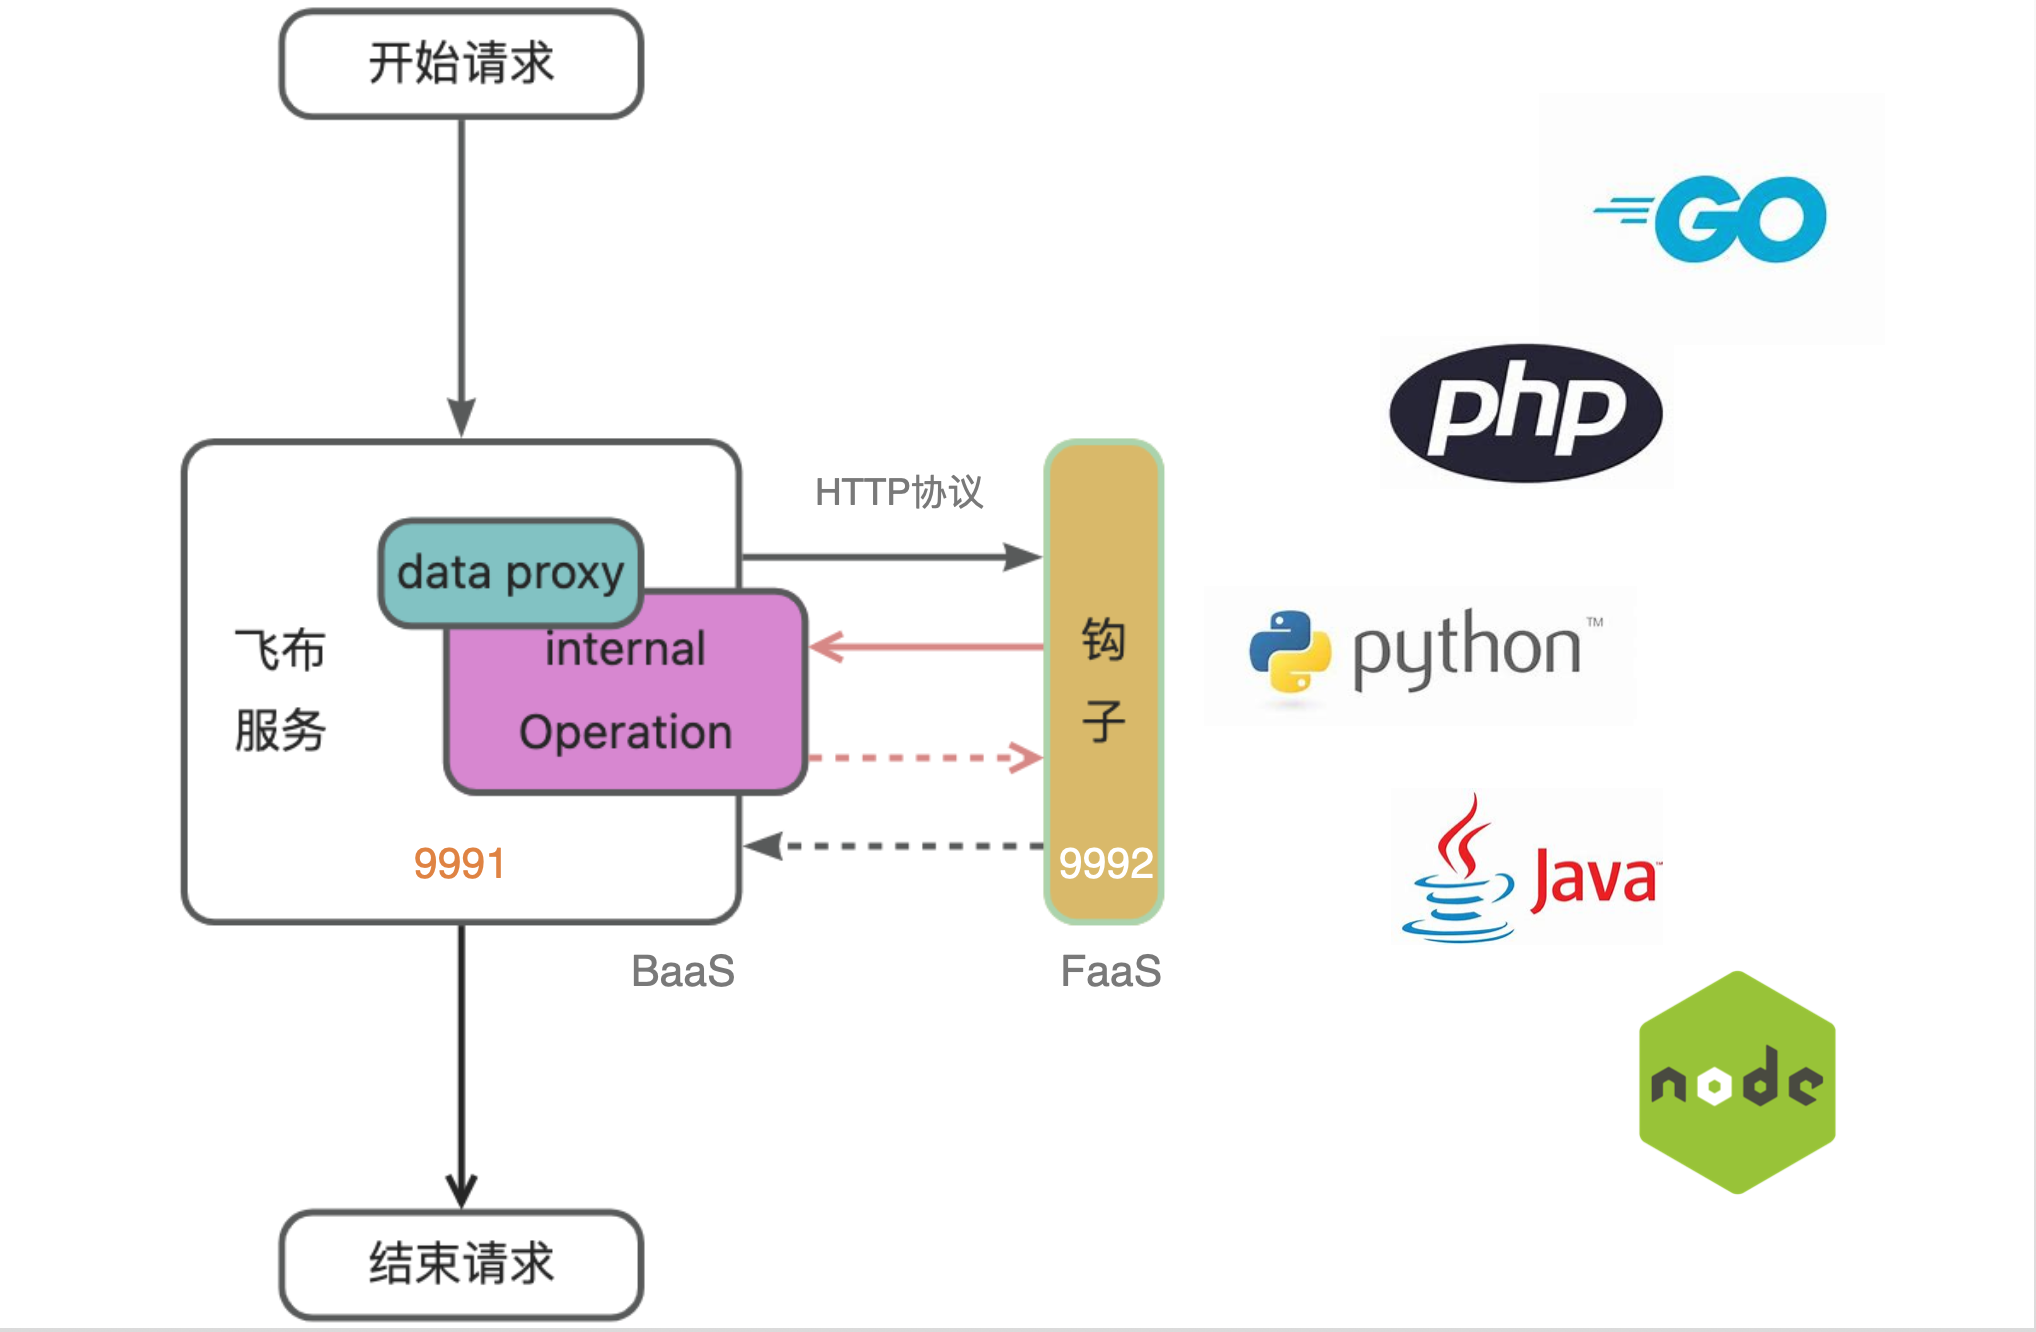 开始请求
GO
php
HTTP协议
data proxy
internal
Operation
飞布
服务
钩
子
9991
9992
BaaS
FaaS
python™
Java™
node
结束请求